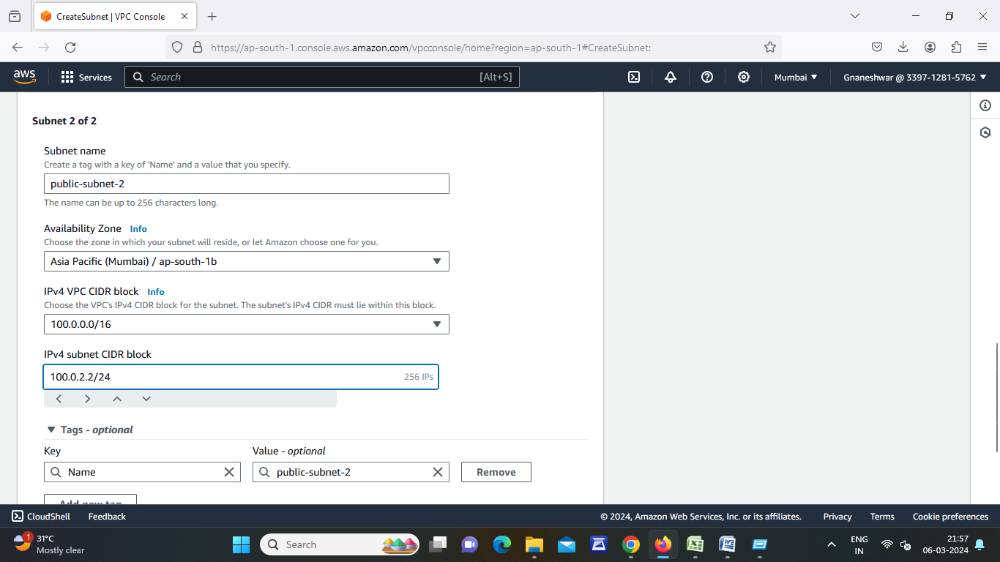 CreateSubnet | VPC Console
https://ap-south-1.console.aws.amazon.com/vpcconsole/home?region=ap-south-1#CreateSubnet:
aws Services Search [Alt+S] Mumbai Gnaneshwar @ 3397-1281-5762
Subnet 2 of 2
Subnet name
Create a tag with a key of 'Name' and a value that you specify.
public-subnet-2
The name can be up to 256 characters long.
Availability Zone Info
Choose the zone in which your subnet will reside, or let Amazon choose one for you.
Asia Pacific (Mumbai) / ap-south-1b
IPv4 VPC CIDR block Info
Choose the VPC's IPv4 CIDR block for the subnet. The subnet's IPv4 CIDR must lie within this block.
100.0.0.0/16
IPv4 subnet CIDR block
100.0.2.2/24 256 IPs
Tags - optional
Key Value - optional
Name public-subnet-2 Remove
Add new tag
CloudShell Feedback © 2024, Amazon Web Services, Inc. or its affiliates. Privacy Terms Cookie preferences
1 31°C
Mostly clear
Search
ENG
IN
21:57
06-03-2024